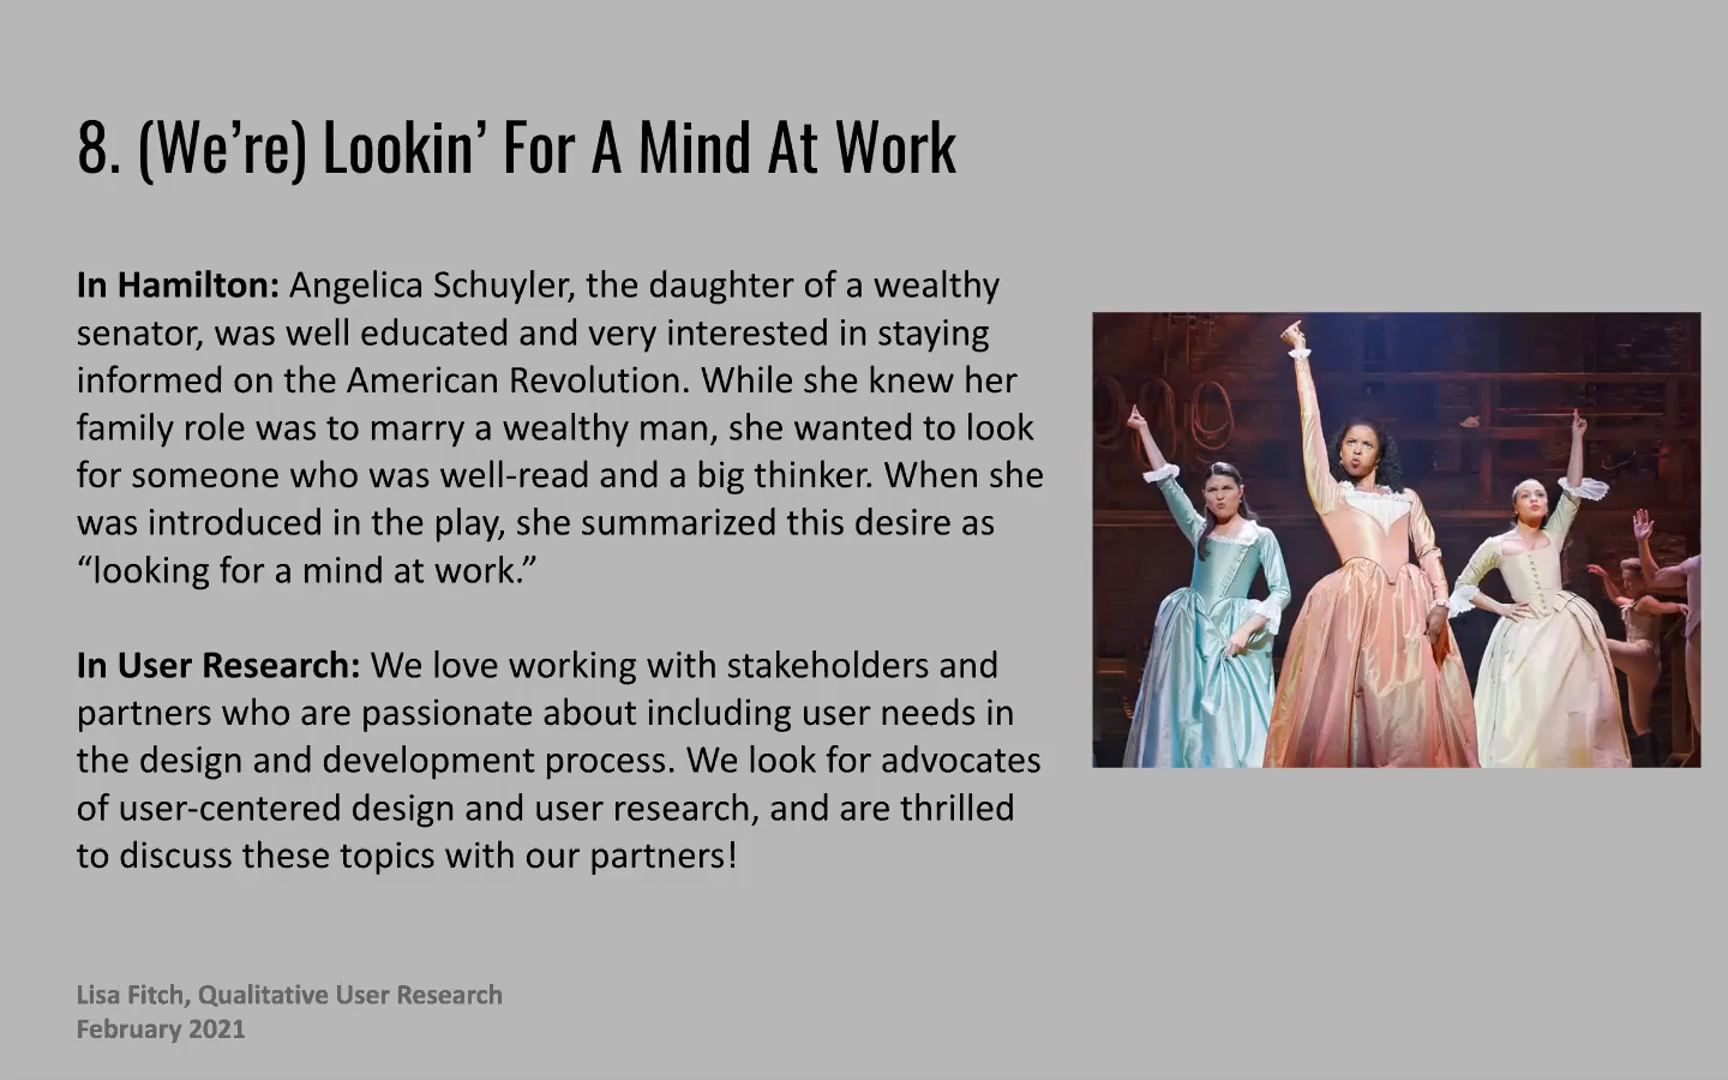 8. (We’re) Lookin’ For A Mind At Work
In Hamilton: Angelica Schuyler, the daughter of a wealthy
senator, was well educated and very interested in staying
informed on the American Revolution. While she knew her
family role was to marry a wealthy man, she wanted to look
for someone who was well-read and a big thinker. When she
was introduced in the play, she summarized this desire as
“looking for a mind at work.”
In User Research: We love working with stakeholders and
partners who are passionate about including user needs in
the design and development process. We look for advocates
of user-centered design and user research, and are thrilled
to discuss these topics with our partners!
Lisa Fitch, Qualitative User Research
February 2021